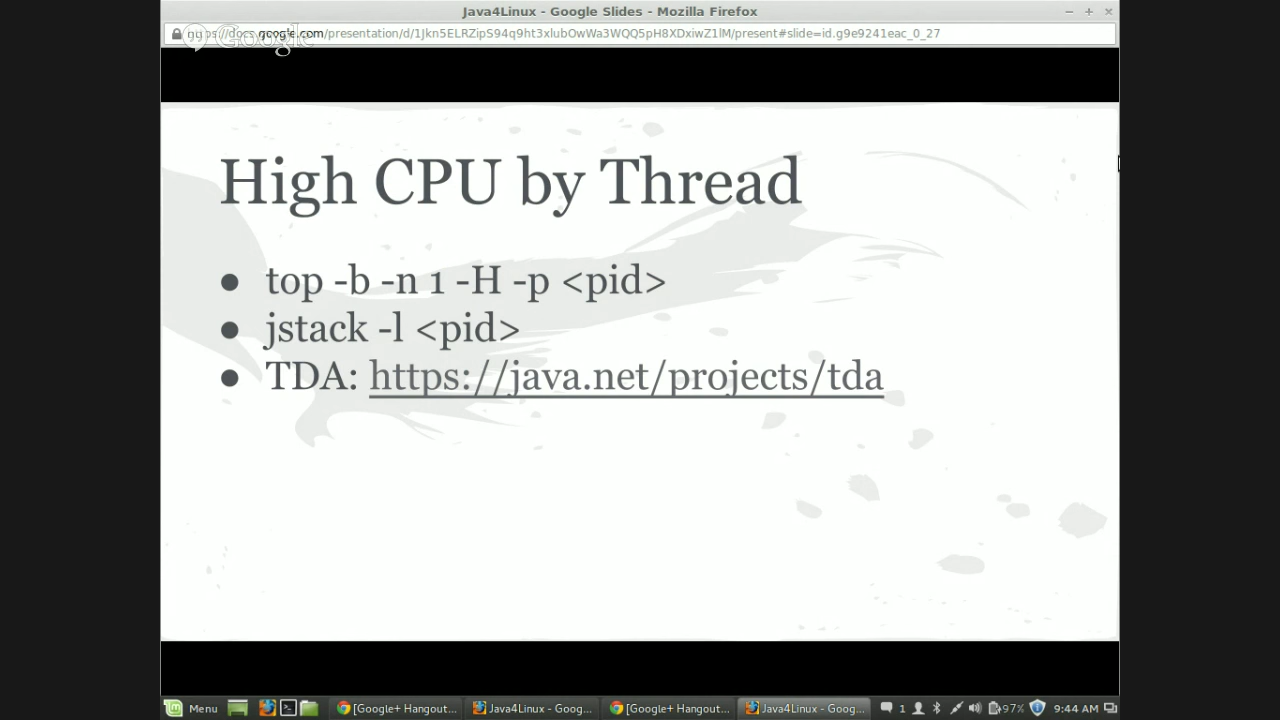 Java4Linux - Google Slides - Mozilla Firefox
Google
google.com/presentation/d/1Jkn5ELRZipS94q9ht3xlubOwWa3WQQ5pH8XDxiwZ1lM/present#slide=id.g9e9241eac_0_27
High CPU by Thread
● top -b -n 1 -H -p <pid>
● jstack -l <pid>
● TDA: https://java.net/projects/tda
Menu [Google+ Hangout... Java4Linux - Goog... [Google+ Hangout... Java4Linux - Goog... 1 97% 9:44 AM